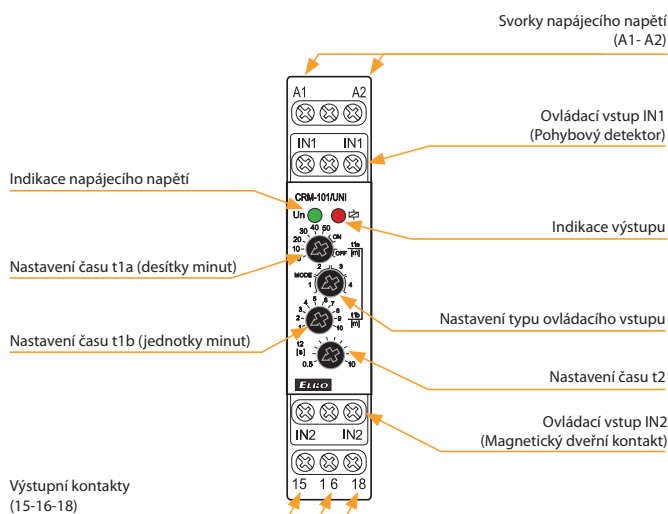 Svorky napájecího napětí
(A1- A2)
A1 A2
Ovládací vstup IN1
(Pohybový detektor)
IN1 IN1
Indikace napájecího napětí
CRM-101/UNI
Un
Indikace výstupu
10 20 30 40 50 ON OFF
t1a
[m]
Nastavení času t1a (desítky minut)
MODE
1 2 3 4
Nastavení typu ovládacího vstupu
1 2 3 4 5 6 7 8 9 10
t1b
[m]
Nastavení času t1b (jednotky minut)
t2
[s]
0.5 10
Nastavení času t2
ELKO
Ovládací vstup IN2
(Magnetický dveřní kontakt)
IN2 IN2
Výstupní kontakty
(15-16-18)
15 1 6 18